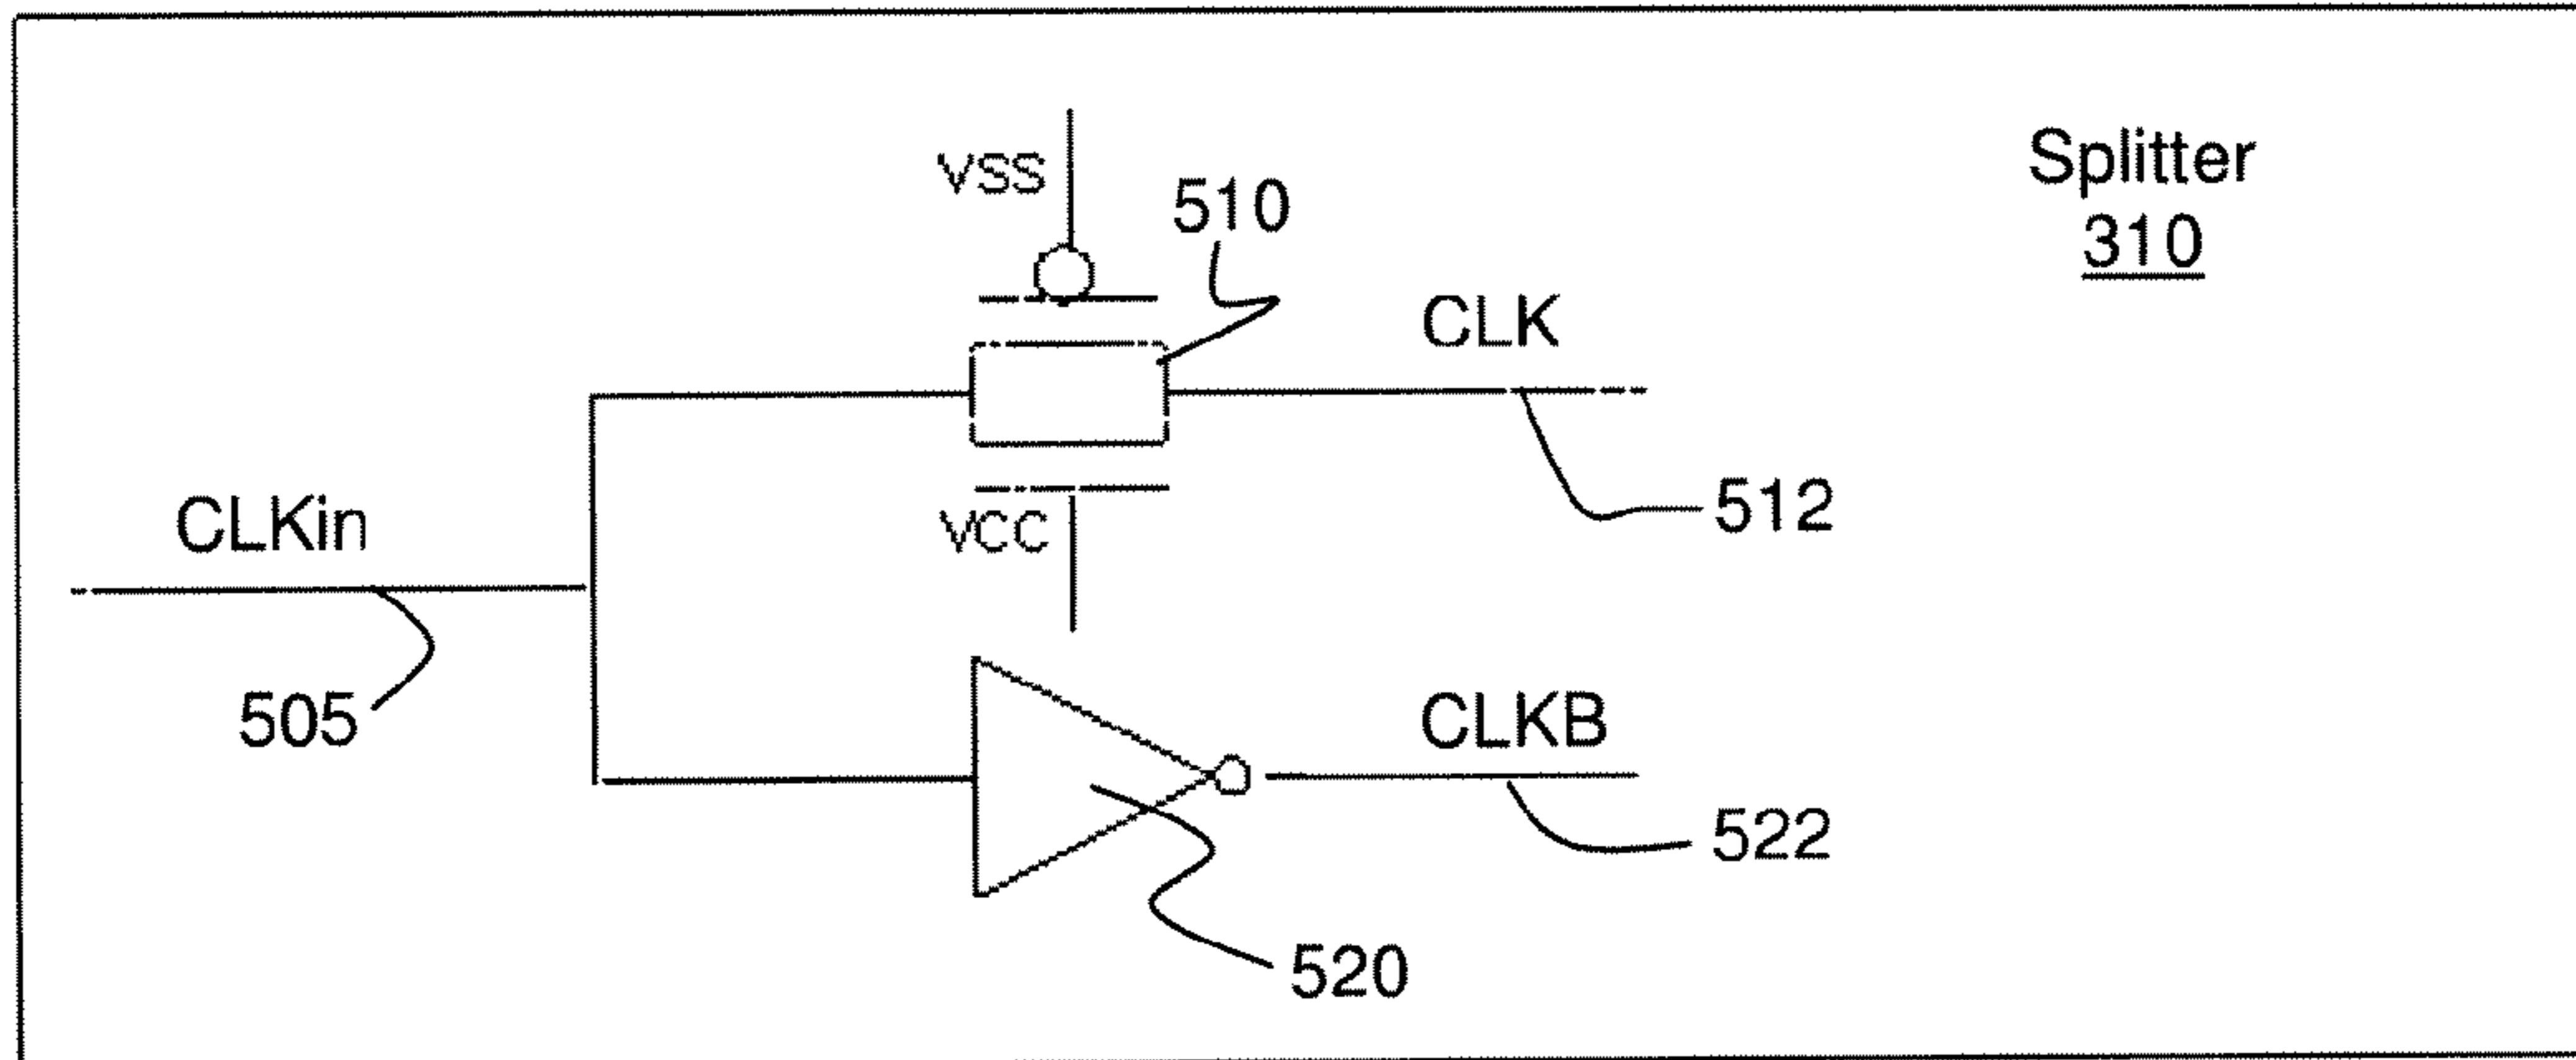 Splitter
310
VSS
510
CLK
512
CLKin
VCC
505
CLKB
522
520